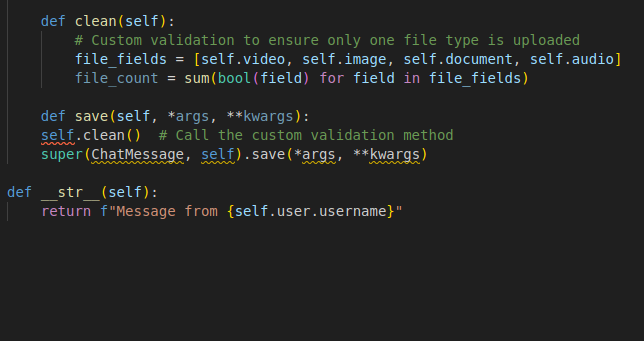 def clean(self):
# Custom validation to ensure only one file type is uploaded
file_fields = [self.video, self.image, self.document, self.audio]
file_count = sum(bool(field) for field in file_fields)
def save(self, *args, **kwargs):
self.clean()  # Call the custom validation method
super(ChatMessage, self).save(*args, **kwargs)
def __str__(self):
return f"Message from {self.user.username}"